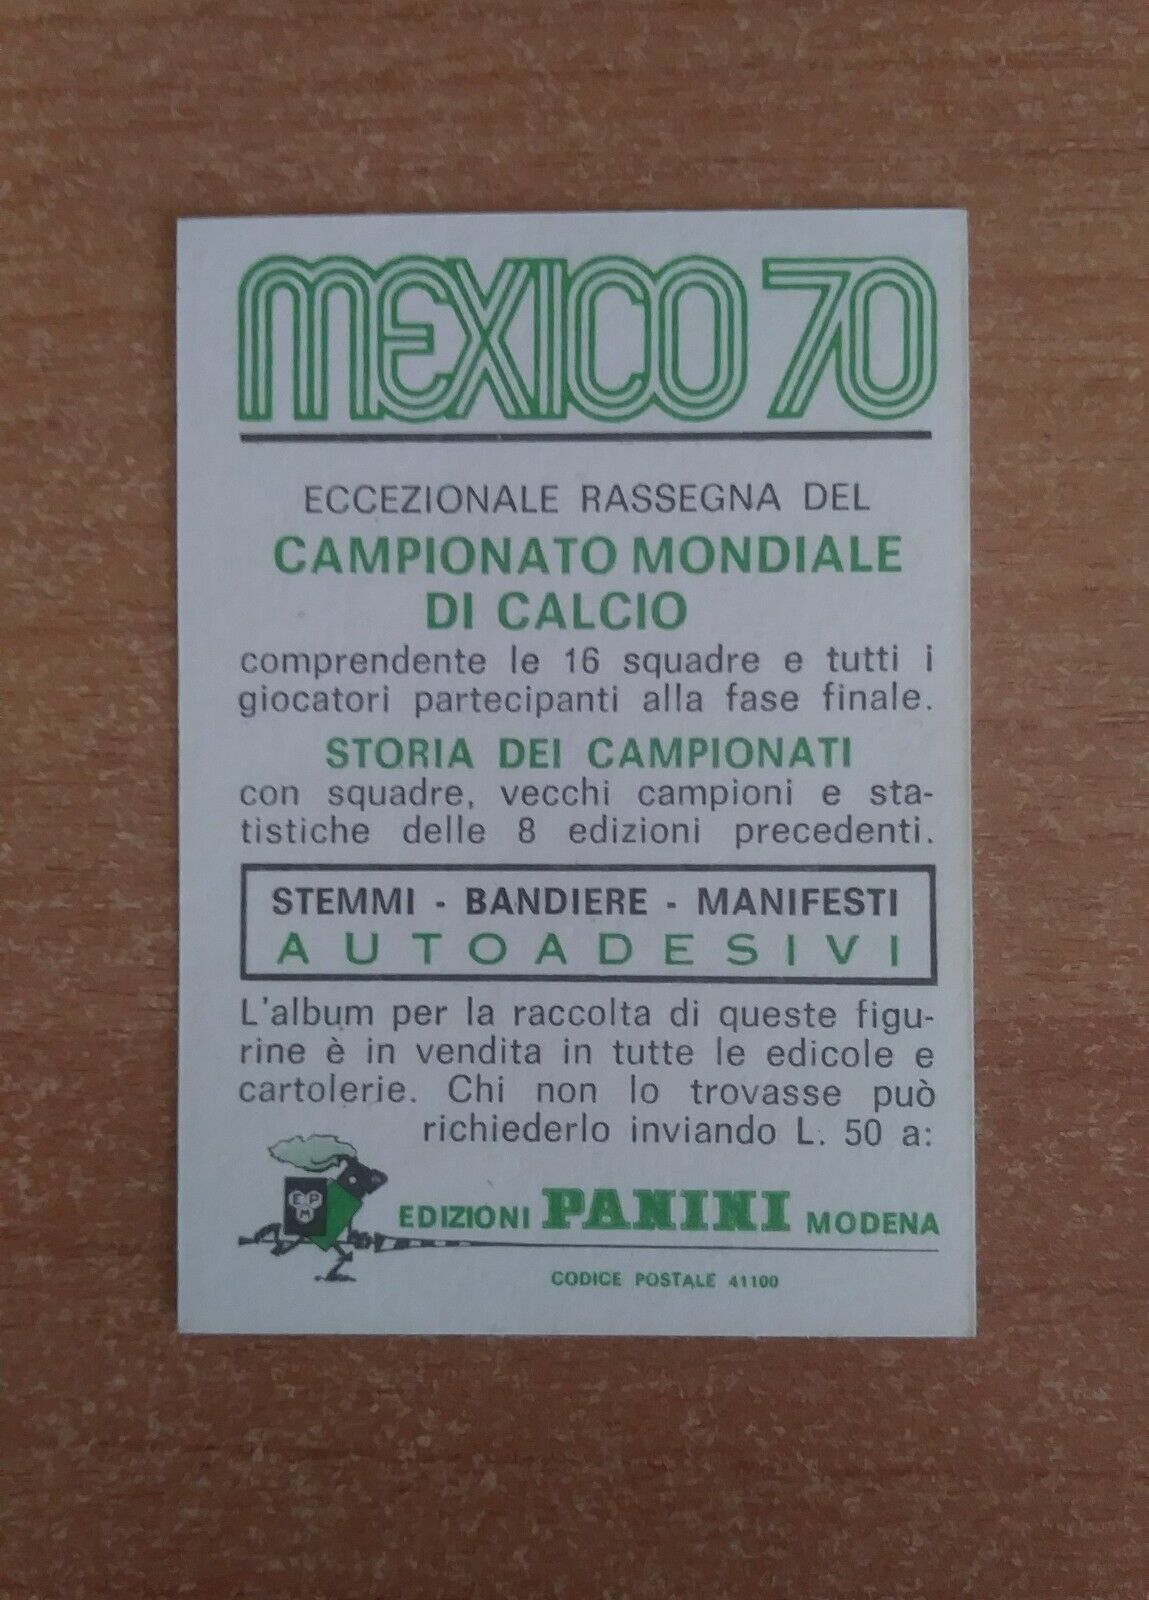 MEXICO 70
ECCEZIONALE RASSEGNA DEL
CAMPIONATO MONDIALE
DI CALCIO
comprendente le 16 squadre e tutti i
giocatori partecipanti alla fase finale.
STORIA DEI CAMPIONATI
con squadre, vecchi campioni e sta-
tistiche delle 8 edizioni precedenti.
STEMMI - BANDIERE - MANIFESTI
AUTOADESIVI
L'album per la raccolta di queste figu-
rine è in vendita in tutte le edicole e
cartolerie. Chi non lo trovasse può
richiederlo inviando L. 50 a:
EPM
EDIZIONI PANINI MODENA
CODICE POSTALE 41100